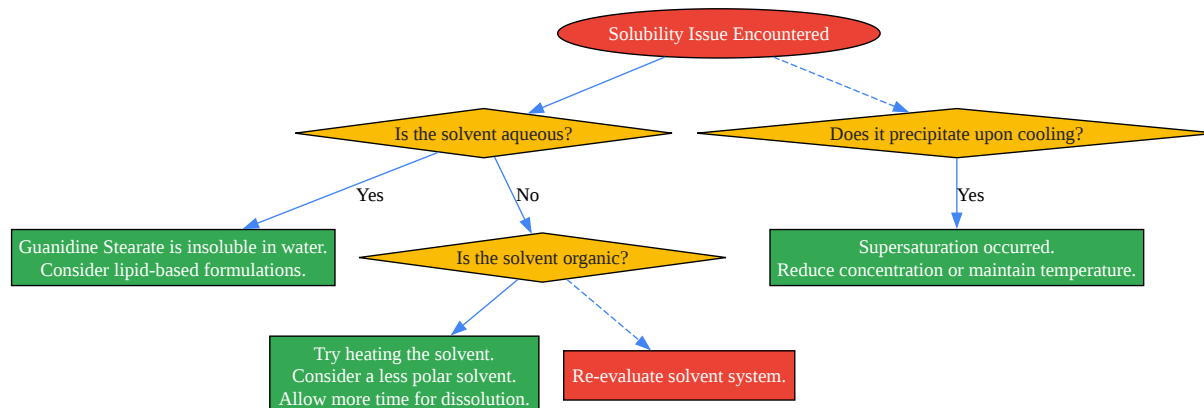 Solubility Issue Encountered
Is the solvent aqueous?
Does it precipitate upon cooling?
Yes
No
Yes
Guanidine Stearate is insoluble in water.
Consider lipid-based formulations.
Is the solvent organic?
Supersaturation occurred.
Reduce concentration or maintain temperature.
Try heating the solvent.
Consider a less polar solvent.
Allow more time for dissolution.
Re-evaluate solvent system.